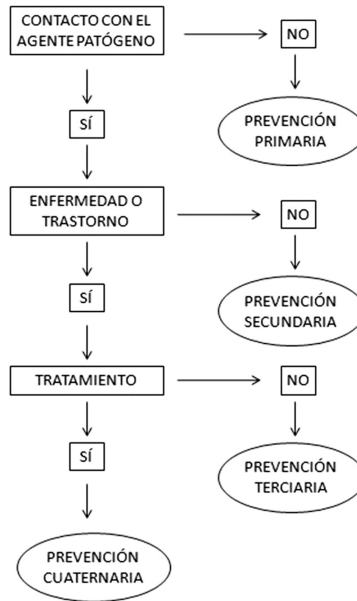 CONTACTO CON EL
AGENTE PATÓGENO
NO
SÍ
PREVENCIÓN
PRIMARIA
ENFERMEDAD O
TRASTORNO
NO
SÍ
PREVENCIÓN
SECUNDARIA
TRATAMIENTO
NO
SÍ
PREVENCIÓN
TERCIARIA
PREVENCIÓN
CUATERNARIA